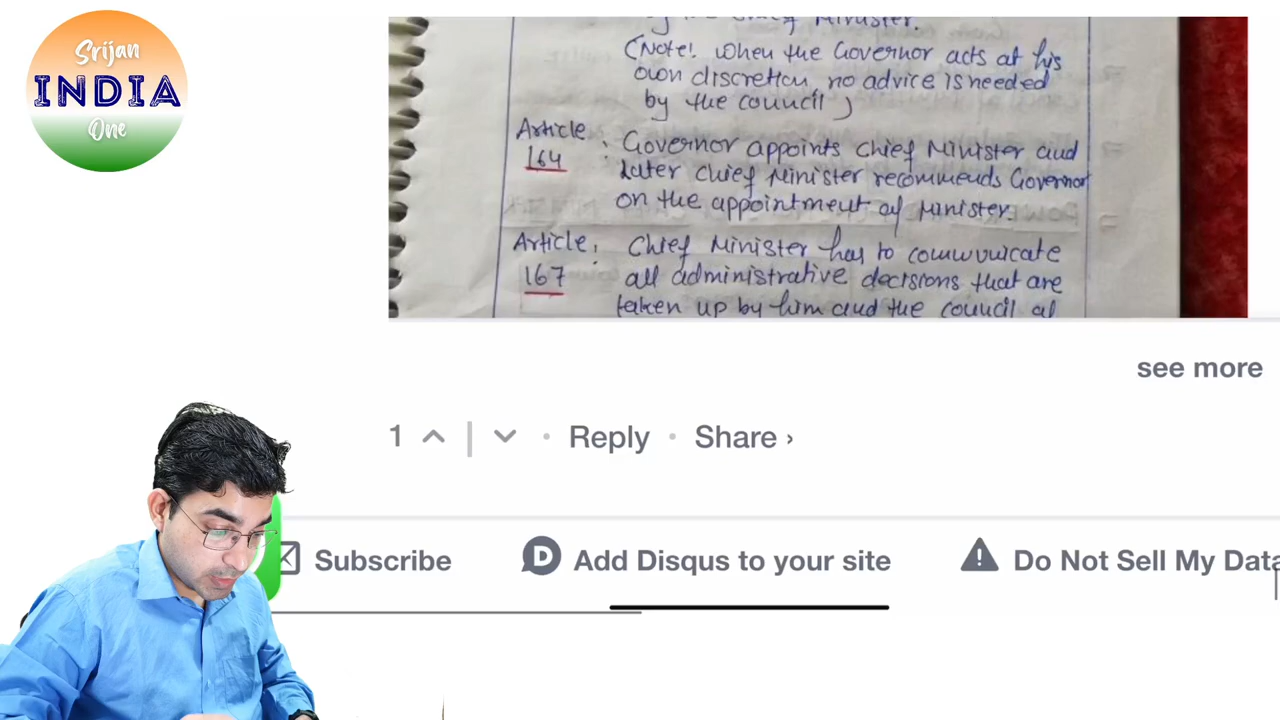 Srijan
INDIA
One
Minister.
(Note! When the Governor acts at his
own discretion, no advice is needed
by the council)
Article : Governor appoints Chief Minister and
164 later Chief Minister recommends Governor
on the appointment of Minister.
Article : Chief Minister has to communicate
167 all administrative decisions that are
taken up by him and the council of
see more
1 Reply Share ›
Subscribe D Add Disqus to your site Do Not Sell My Data